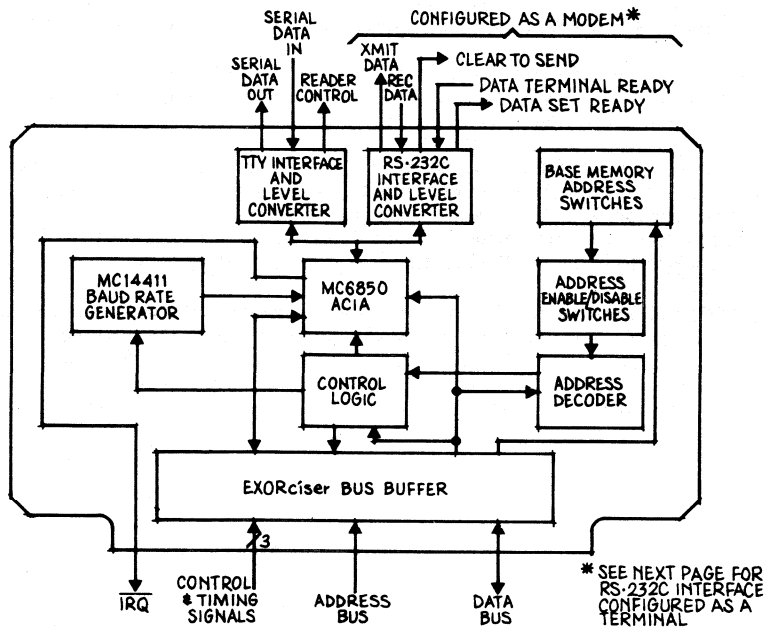 CONFIGURED AS A MODEM*
SERIAL
DATA
IN
SERIAL
DATA
OUT
READER
CONTROL
XMIT
DATA
REC
DATA
CLEAR TO SEND
DATA TERMINAL READY
DATA SET READY
TTY INTERFACE
AND
LEVEL
CONVERTER
RS-232C
INTERFACE
AND LEVEL
CONVERTER
BASE MEMORY
ADDRESS
SWITCHES
MC14411
BAUD RATE
GENERATOR
MC6850
ACIA
ADDRESS
ENABLE/DISABLE
SWITCHES
CONTROL
LOGIC
ADDRESS
DECODER
EXORciser BUS BUFFER
3
IRQ
CONTROL
& TIMING
SIGNALS
ADDRESS
BUS
DATA
BUS
* SEE NEXT PAGE FOR
RS-232C INTERFACE
CONFIGURED AS A
TERMINAL